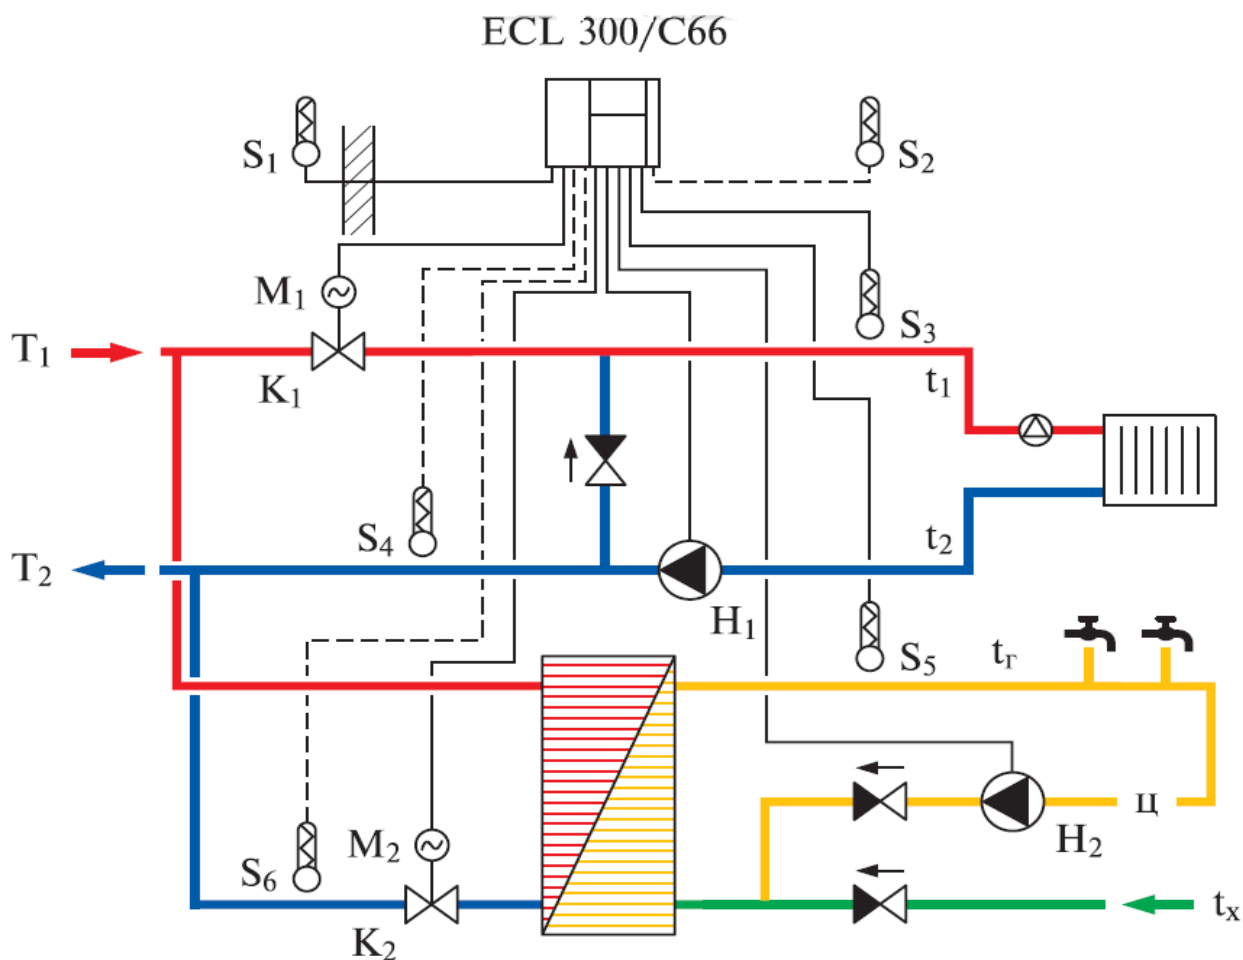 ECL 300/C66
S1
S2
M1
S3
T1
K1
t1
S4
t2
T2
H1
S5
tг
ц
M2
H2
S6
K2
tх